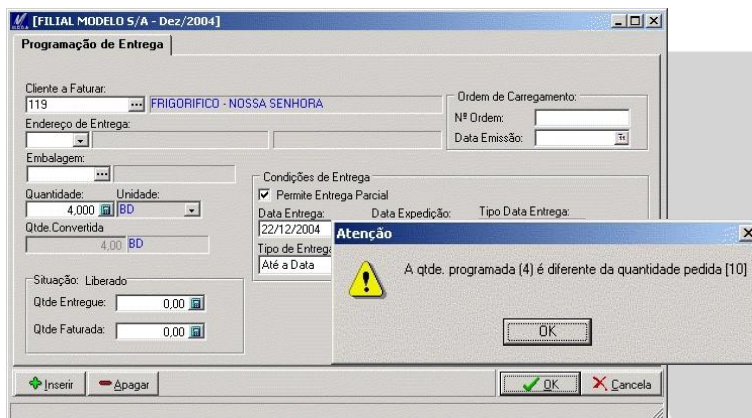 [FILIAL MODELO S/A - Dez/2004]
Programação de Entrega
Cliente a Faturar:
119 ... FRIGORIFICO - NOSSA SENHORA
Ordem de Carregamento:
Nº Ordem:
Data Emissão:
Endereço de Entrega:
Embalagem:
...
Quantidade: Unidade:
4,000 BD
Qtde.Convertida
4,00 BD
Condições de Entrega
Permite Entrega Parcial
Data Entrega: Data Expedição: Tipo Data Entrega:
22/12/2004
Tipo de Entrega
Até a Data
Situação: Liberado
Qtde Entregue: 0,00
Qtde Faturada: 0,00
Atenção
A qtde. programada (4) é diferente da quantidade pedida [10]
OK
Inserir Apagar OK Cancela